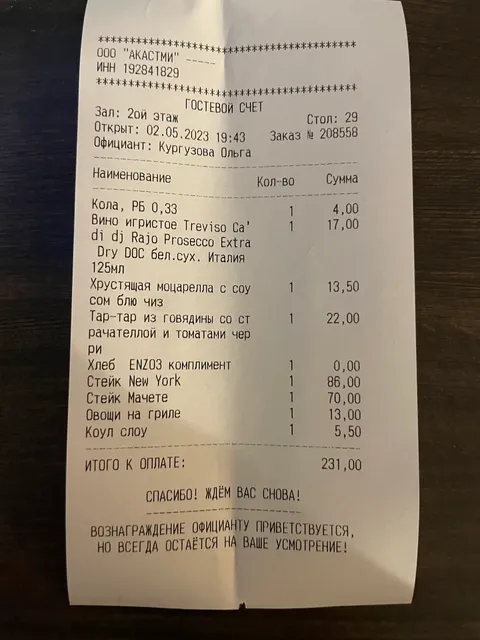 ************************************
ООО "АКАСТМИ" _____
ИНН 192841829
************************************
ГОСТЕВОЙ СЧЕТ
Зал: 2ой этаж Стол: 29
Открыт: 02.05.2023 19:43 Заказ № 208558
Официант: Кургузова Ольга
Наименование Кол-во Сумма
Кола, РБ 0,33 1 4,00
Вино игристое Treviso Ca' 1 17,00
di dj Rajo Prosecco Extra
Dry DOC бел.сух. Италия
125мл
Хрустящая моцарелла с соу 1 13,50
сом блю чиз
Тар-тар из говядины со ст 1 22,00
рачателлой и томатами чер
ри
Хлеб ENZO3 комплимент 1 0,00
Стейк New York 1 86,00
Стейк Мачете 1 70,00
Овощи на гриле 1 13,00
Коул слоу 1 5,50
ИТОГО К ОПЛАТЕ: 231,00
СПАСИБО! ЖДЁМ ВАС СНОВА!
ВОЗНАГРАЖДЕНИЕ ОФИЦИАНТУ ПРИВЕТСТВУЕТСЯ,
НО ВСЕГДА ОСТАЁТСЯ НА ВАШЕ УСМОТРЕНИЕ!